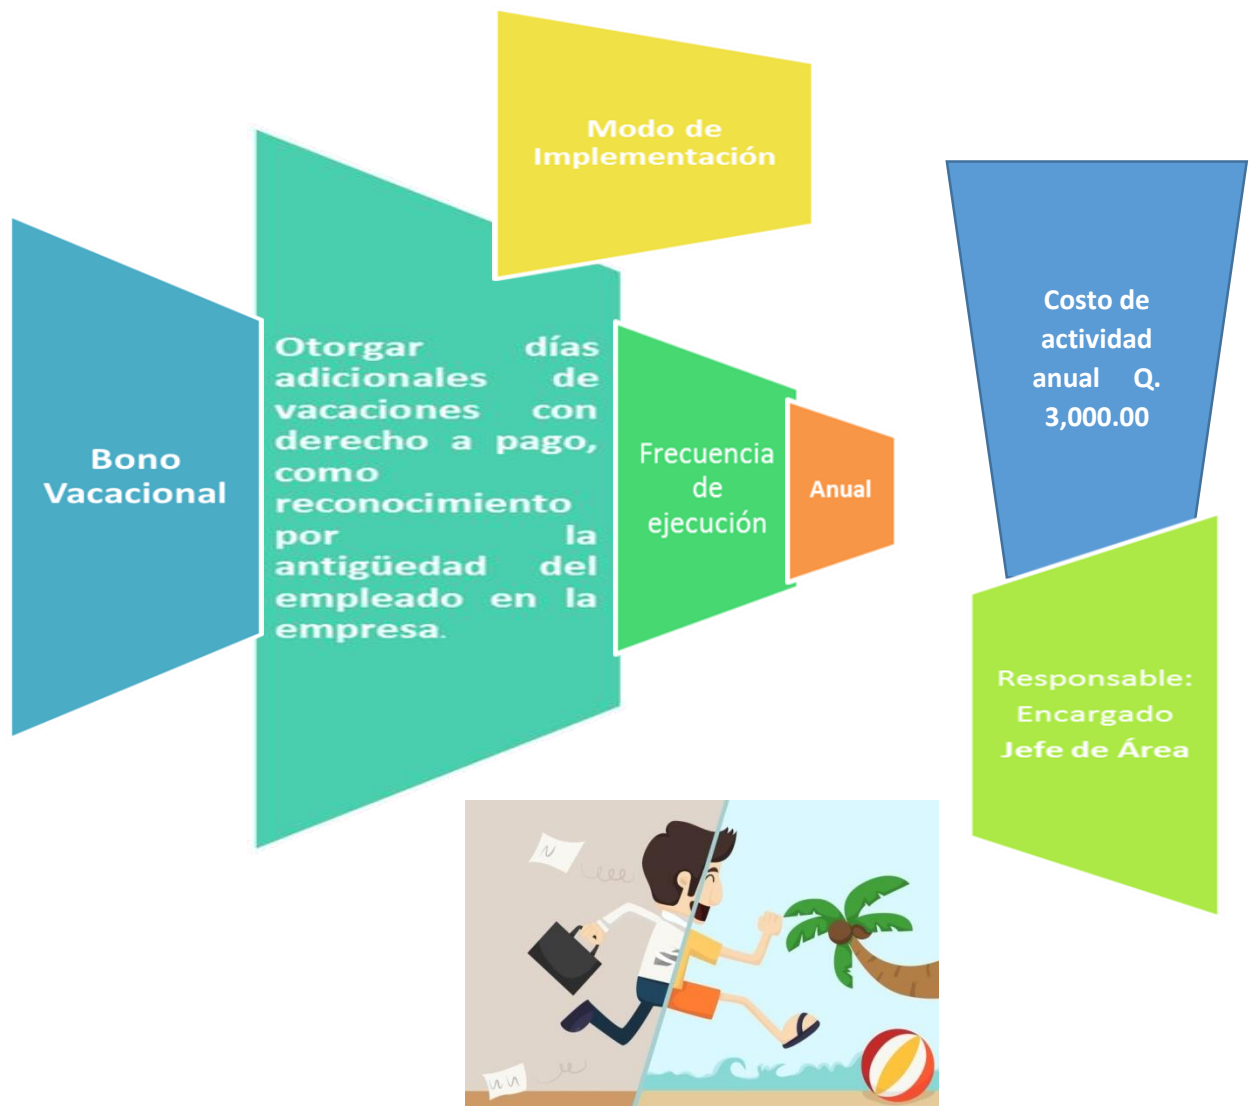 Modo de
Implementación
Bono
Vacacional
Otorgar días
adicionales de
vacaciones con
derecho a pago,
como
reconocimiento
por la
antigüedad del
empleado en la
empresa.
Frecuencia
de
ejecución
Anual
Costo de
actividad
anual Q.
3,000.00
Responsable:
Encargado
Jefe de Área